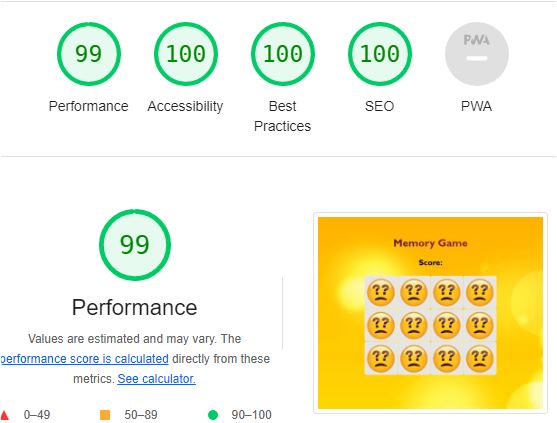 99
100
100
100
PWA
Performance
Accessibility
Best
Practices
SEO
PWA
99
Performance
Values are estimated and may vary. The
performance score is calculated directly from these
metrics. See calculator.
0–49
50–89
90–100
Memory Game
Score:
?? ?? ?? ??
?? ?? ?? ??
?? ?? ?? ??